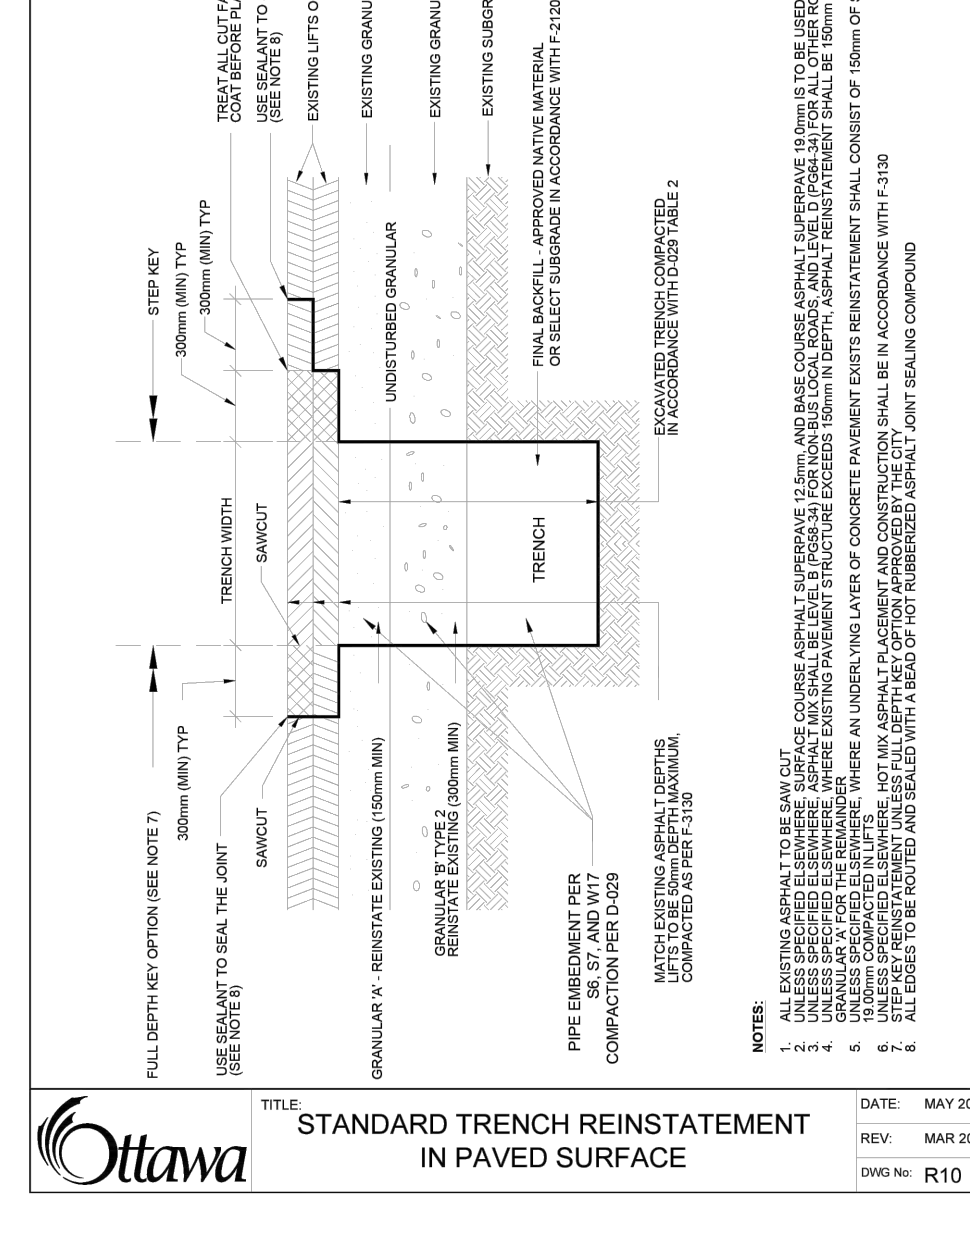 FULL DEPTH KEY OPTION (SEE NOTE 7)
STEP KEY
300mm (MIN) TYP
300mm (MIN) TYP
300mm (MIN) TYP
USE SEALANT TO SEAL THE JOINT
(SEE NOTE 8)
TRENCH WIDTH
SAWCUT
SAWCUT
TREAT ALL CUT
COAT BEFORE
USE SEALANT TO
(SEE NOTE 8)
EXISTING LIFTS
EXISTING
EXISTING
EXISTING
UNDISTURBED GRANULAR
GRANULAR 'A' - REINSTATE EXISTING (150mm MIN)
GRANULAR 'B' TYPE 2
REINSTATE EXISTING (300mm MIN)
TRENCH
FINAL BACKFILL - APPROVED NATIVE MATERIAL
OR SELECT SUBGRADE IN ACCORDANCE WITH F-2120
PIPE EMBEDMENT PER
S6, S7, AND W17
COMPACTION PER D-029
EXCAVATED TRENCH COMPACTED
IN ACCORDANCE WITH D-029 TABLE 2
MATCH EXISTING ASPHALT DEPTHS
LIFTS TO BE 50mm DEPTH MAXIMUM,
COMPACTED AS PER F-3130
NOTES:
1. ALL EXISTING ASPHALT TO BE SAW CUT
2. UNLESS SPECIFIED ELSEWHERE, SURFACE COURSE ASPHALT SUPERPAVE 12.5mm, AND BASE COURSE ASPHALT SUPERPAVE 19.0mm IS TO BE USED
3. UNLESS SPECIFIED ELSEWHERE, ASPHALT MIX SHALL BE LEVEL B (PG58-34) FOR NON-BUS LOCAL ROADS, AND LEVEL D (PG64-34) FOR ALL OTHER
4. UNLESS SPECIFIED ELSEWHERE, WHERE EXISTING PAVEMENT STRUCTURE EXCEEDS 150mm IN DEPTH, ASPHALT REINSTATEMENT SHALL BE 150mm
GRANULAR 'A' FOR THE REMAINDER
5. UNLESS SPECIFIED ELSEWHERE, WHERE AN UNDERLYING LAYER OF CONCRETE PAVEMENT EXISTS REINSTATEMENT SHALL CONSIST OF 150mm OF
19.00mm COMPACTED IN LIFTS
6. UNLESS SPECIFIED ELSEWHERE, HOT MIX ASPHALT PLACEMENT AND CONSTRUCTION SHALL BE IN ACCORDANCE WITH F-3130
7. STEP KEY REINSTATEMENT UNLESS FULL DEPTH KEY OPTION APPROVED BY THE CITY
8. ALL EDGES TO BE ROUTED AND SEALED WITH A BEAD OF HOT RUBBERIZED ASPHALT JOINT SEALING COMPOUND
Ottawa
TITLE:
STANDARD TRENCH REINSTATEMENT
IN PAVED SURFACE
DATE: MAY
REV: MAR
DWG No: R10